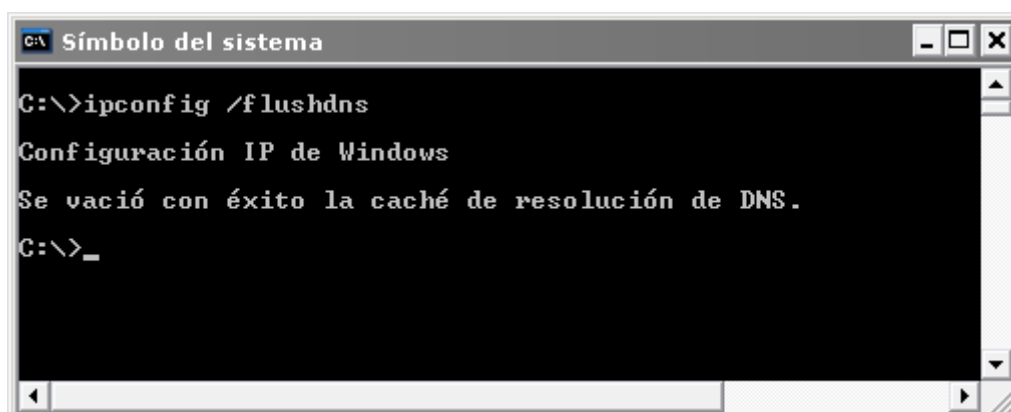 Símbolo del sistema
C:\>ipconfig /flushdns
Configuración IP de Windows
Se vació con éxito la caché de resolución de DNS.
C:\>_